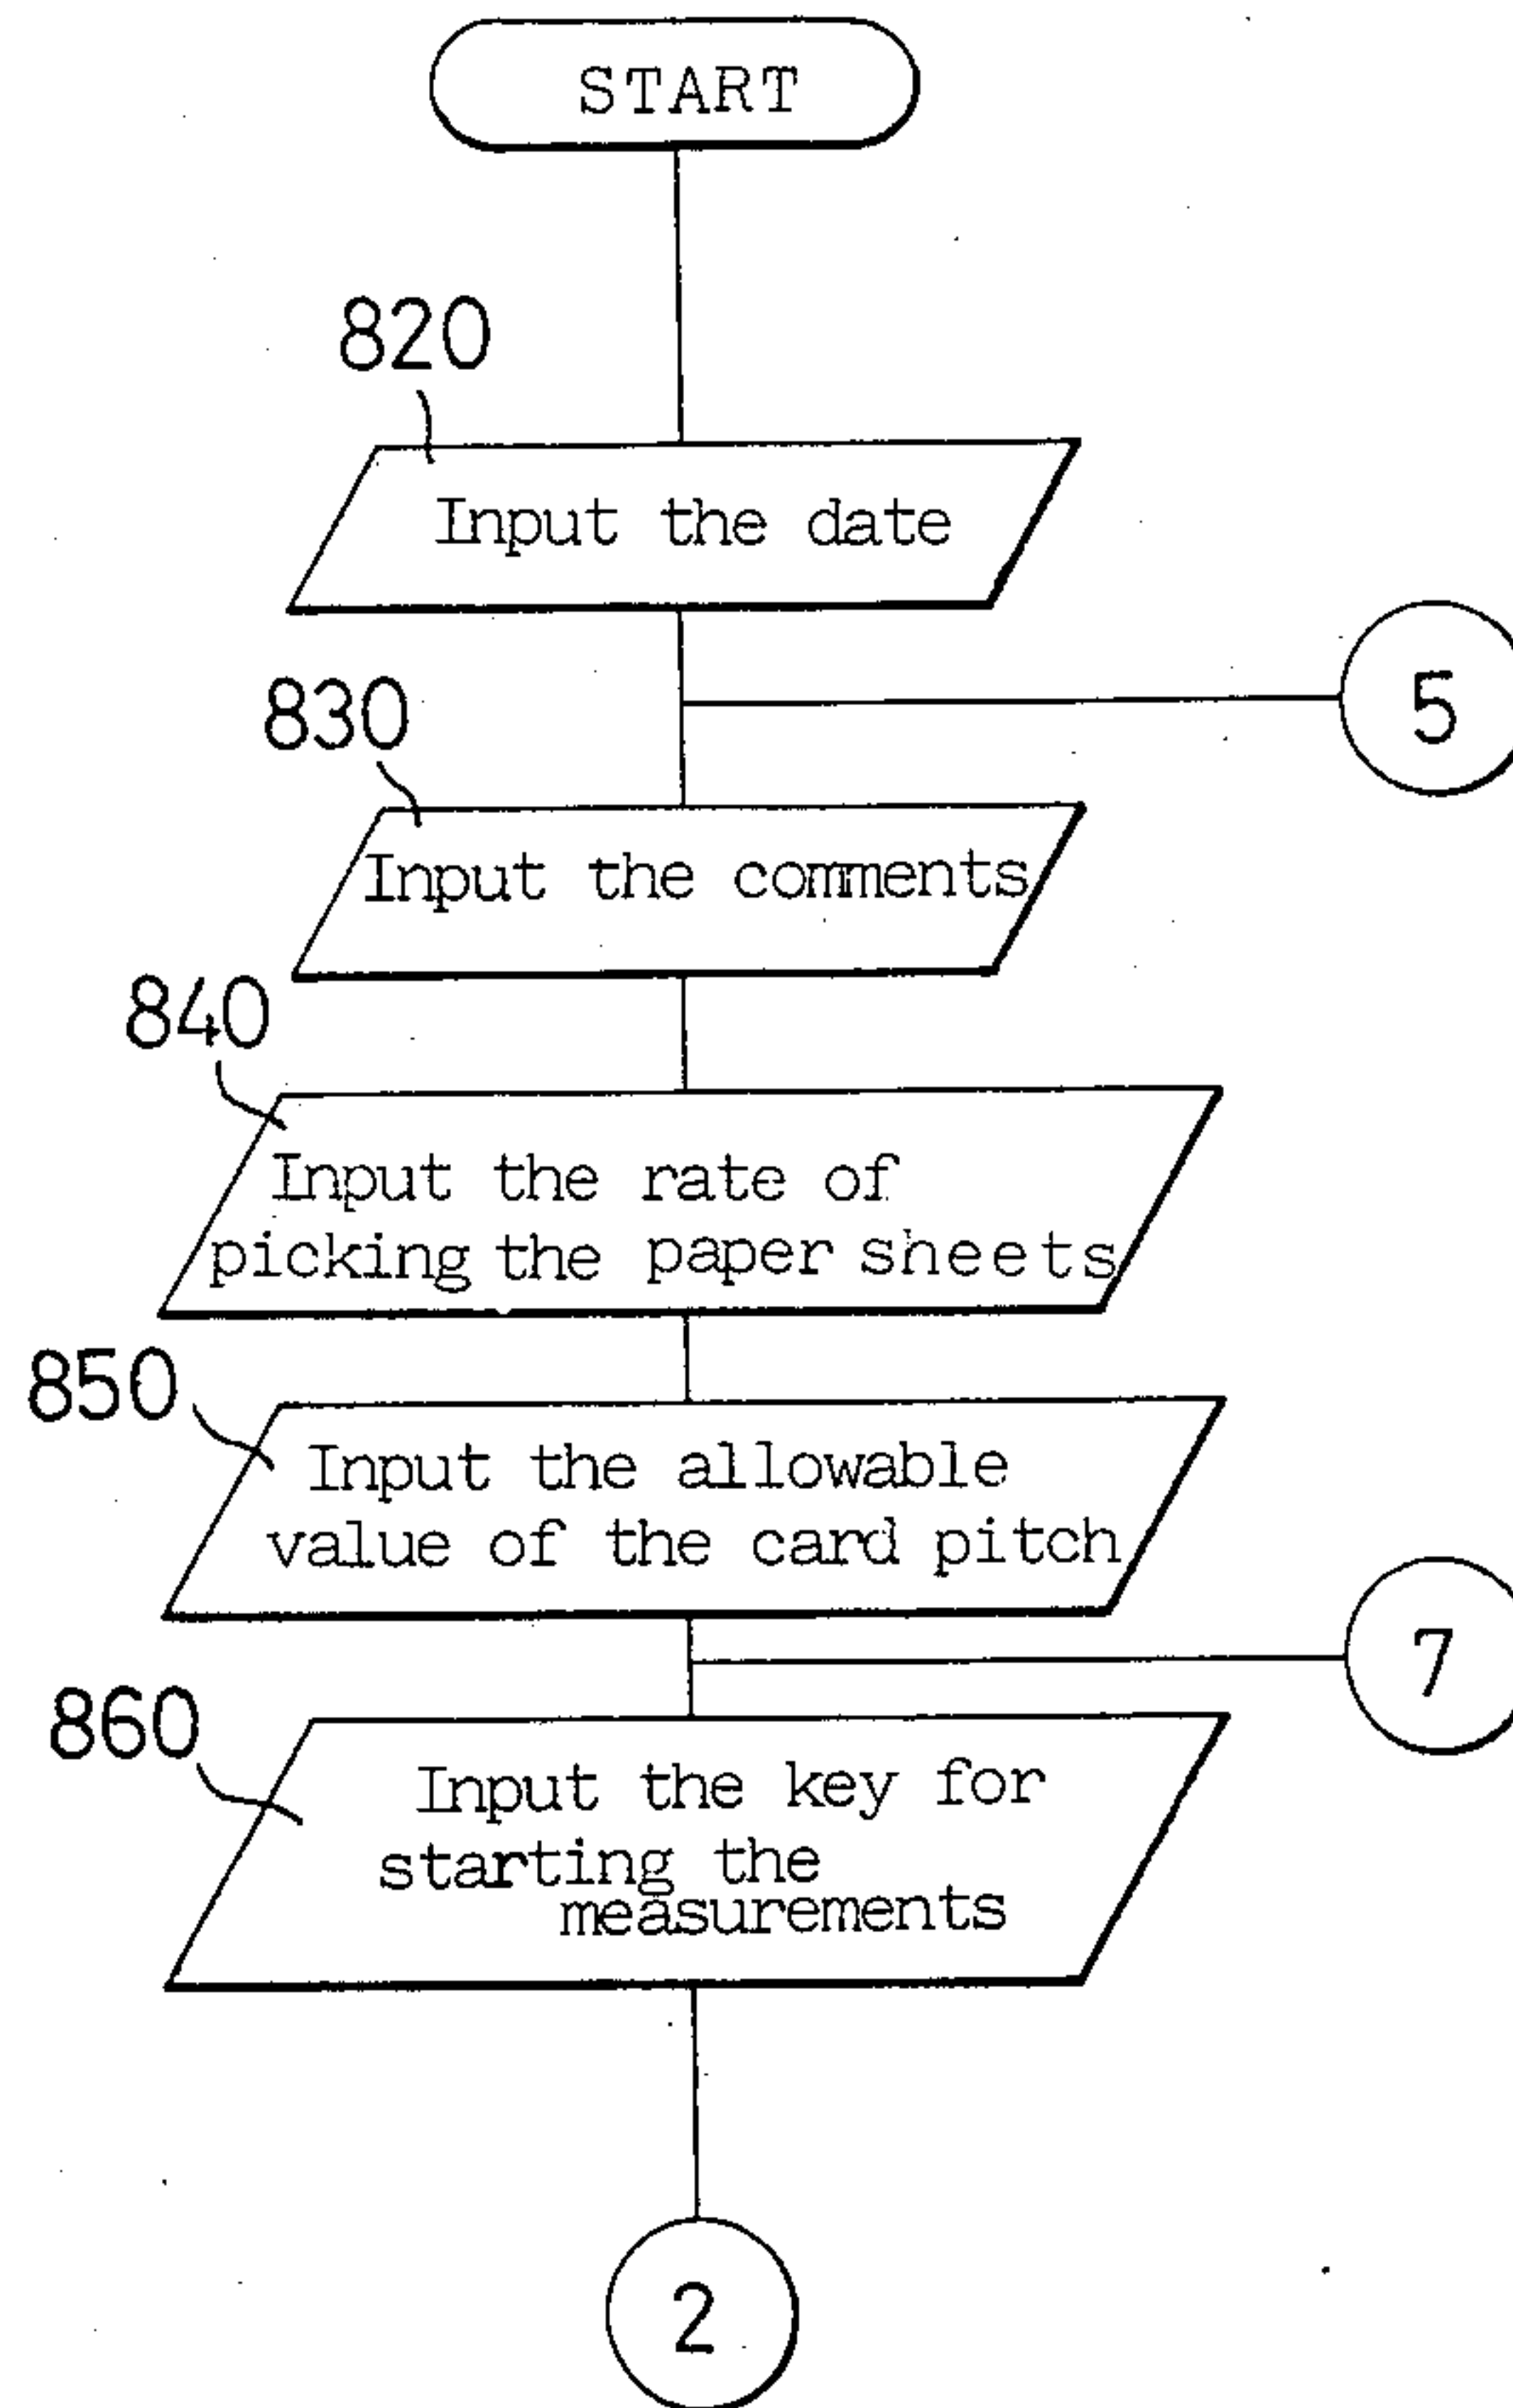 START
820
Input the date
5
830
Input the comments
840
Input the rate of
picking the paper sheets
850
Input the allowable
value of the card pitch
7
860
Input the key for
starting the
measurements
2